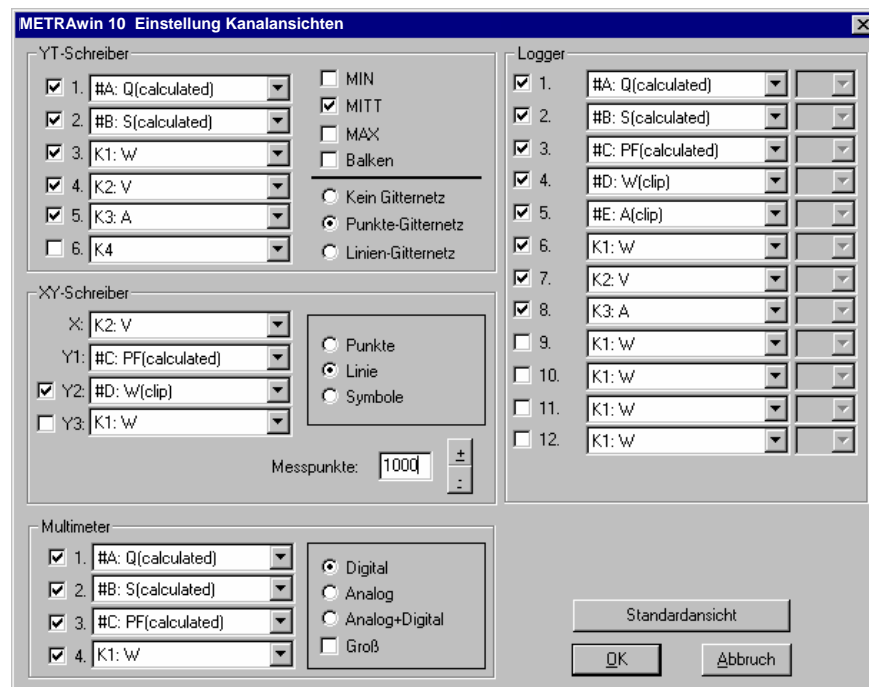 METRAwin 10 Einstellung Kanalansichten
YT-Schreiber
1. #A: Q(calculated)
2. #B: S(calculated)
3. K1: W
4. K2: V
5. K3: A
6. K4
MIN
MITT
MAX
Balken
Kein Gitternetz
Punkte-Gitternetz
Linien-Gitternetz
XY-Schreiber
X: K2: V
Y1: #C: PF(calculated)
Y2: #D: W(clip)
Y3: K1: W
Punkte
Linie
Symbole
Messpunkte: 1000
+
-
Multimeter
1. #A: Q(calculated)
2. #B: S(calculated)
3. #C: PF(calculated)
4. K1: W
Digital
Analog
Analog+Digital
Groß
Logger
1. #A: Q(calculated)
2. #B: S(calculated)
3. #C: PF(calculated)
4. #D: W(clip)
5. #E: A(clip)
6. K1: W
7. K2: V
8. K3: A
9. K1: W
10. K1: W
11. K1: W
12. K1: W
Standardansicht
OK
Abbruch